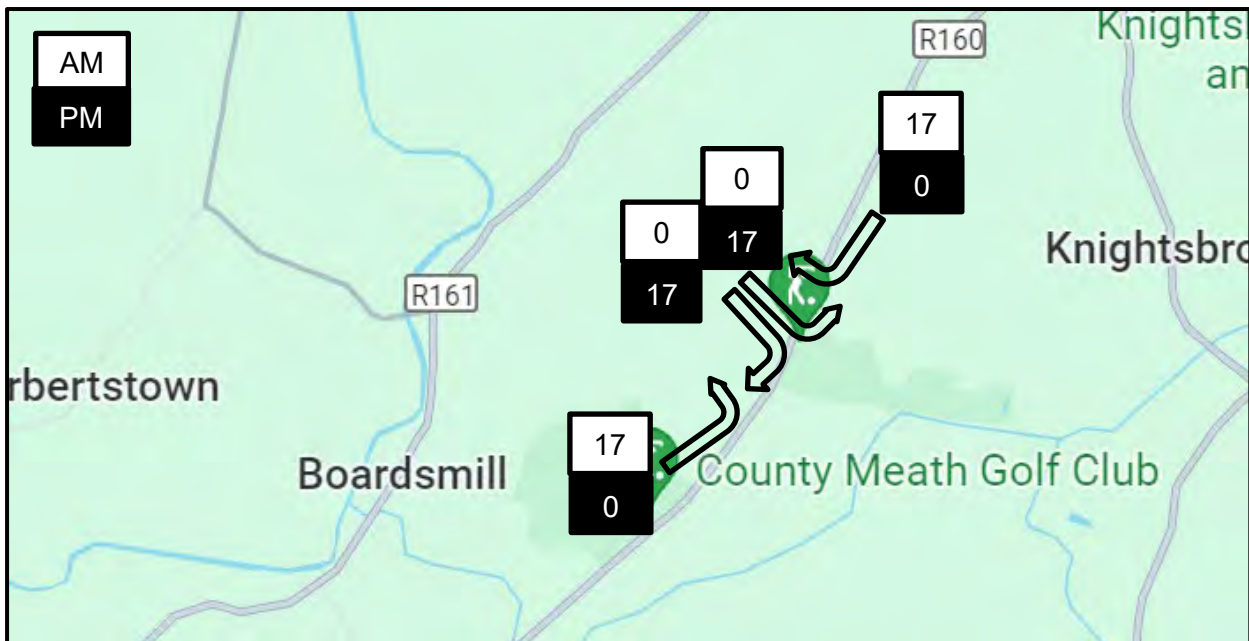 AM
PM
R160
Knights
an
17
0
0
17
0
17
Knightsbro
R161
rbertstown
17
0
Boardsmill
County Meath Golf Club